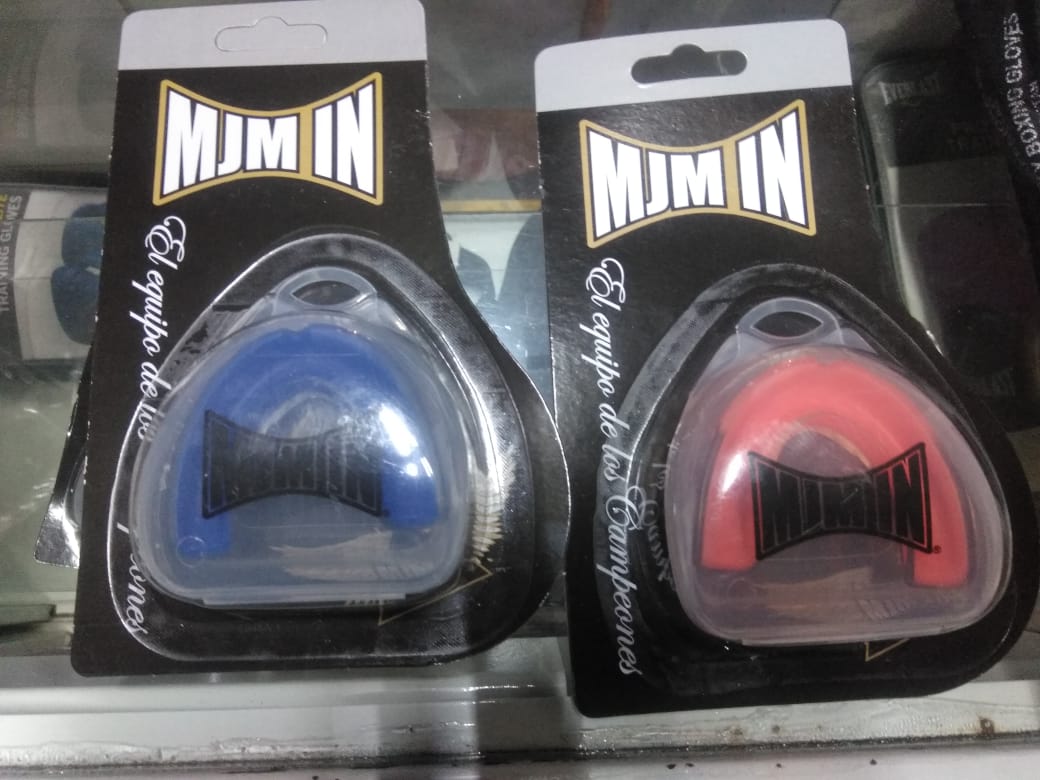 MJM IN
El equipo de los
MJM IN
MJM IN
El equipo de los Campeones
MJM IN
TRAINING GLOVES
BOXING GLOVES